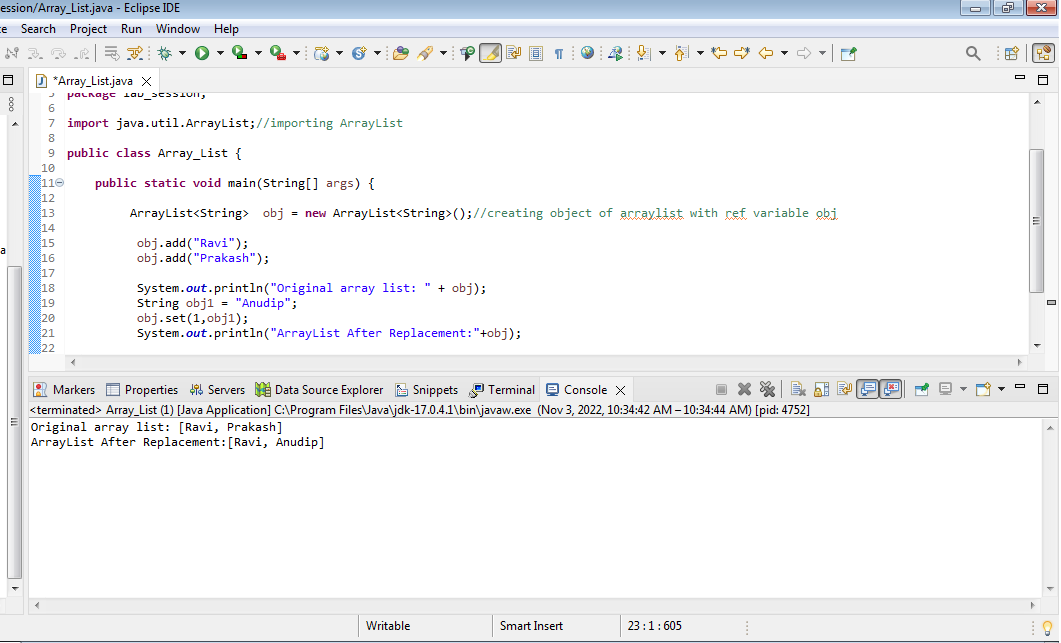 ession/Array_List.java - Eclipse IDE
ce Search Project Run Window Help
*Array_List.java
5 package lab_session;
6
7 import java.util.ArrayList;//importing ArrayList
8
9 public class Array_List {
10
11 public static void main(String[] args) {
12
13 ArrayList<String> obj = new ArrayList<String>();//creating object of arraylist with ref variable obj
14
15 obj.add("Ravi");
16 obj.add("Prakash");
17
18 System.out.println("Original array list: " + obj);
19 String obj1 = "Anudip";
20 obj.set(1,obj1);
21 System.out.println("ArrayList After Replacement:"+obj);
22
a
Markers Properties Servers Data Source Explorer Snippets Terminal Console
<terminated> Array_List (1) [Java Application] C:\Program Files\Java\jdk-17.0.4.1\bin\javaw.exe (Nov 3, 2022, 10:34:42 AM – 10:34:44 AM) [pid: 4752]
Original array list: [Ravi, Prakash]
ArrayList After Replacement:[Ravi, Anudip]
Writable Smart Insert 23 : 1 : 605